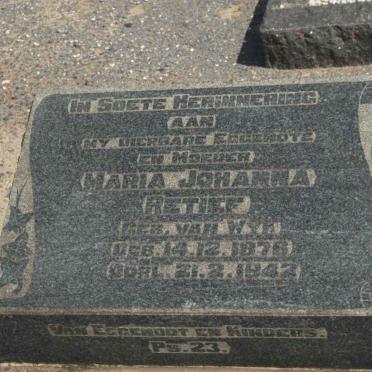 In Soete Herinnering
aan
my dierbare Eggenote
en Moeder
Maria Johanna
Retief
Geb. van Wyk
Geb. 14.12.1876
Oorl. 21.2.1942
Van Eggenoot en Kinders.
Ps. 23.